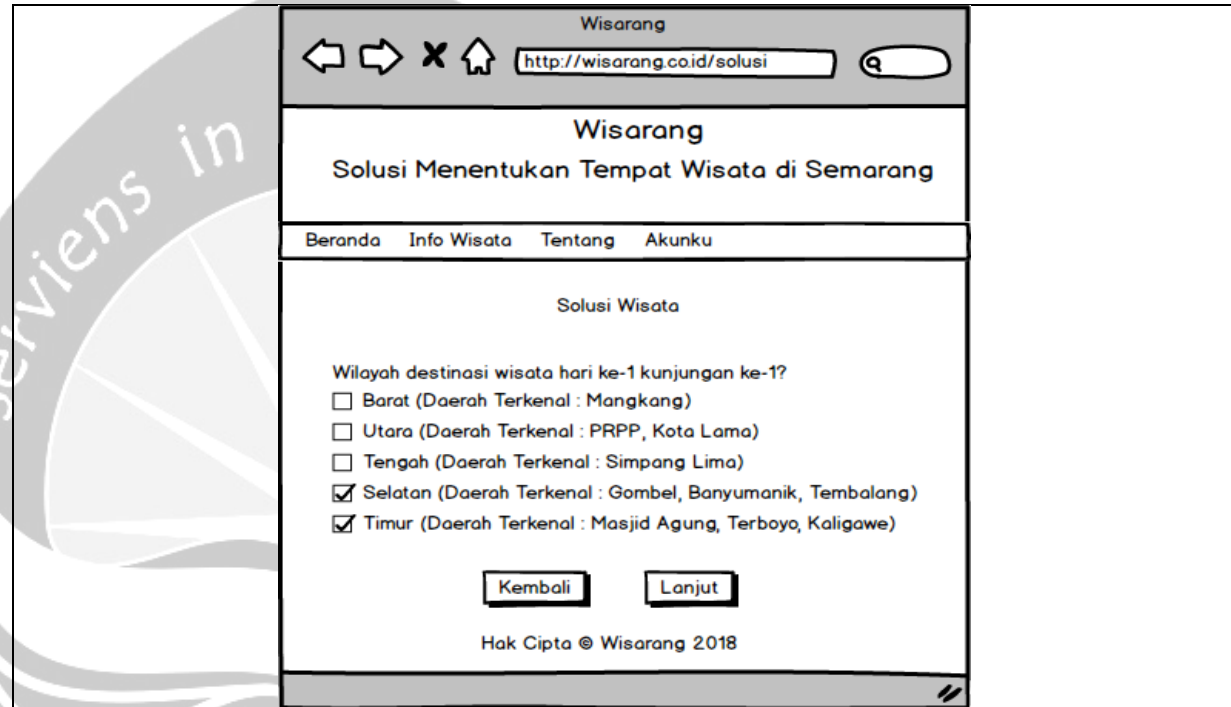 Wisarang
http://wisarang.co.id/solusi
Wisarang
Solusi Menentukan Tempat Wisata di Semarang
Beranda Info Wisata Tentang Akunku
Solusi Wisata
Wilayah destinasi wisata hari ke-1 kunjungan ke-1?
Barat (Daerah Terkenal : Mangkang)
Utara (Daerah Terkenal : PRPP, Kota Lama)
Tengah (Daerah Terkenal : Simpang Lima)
Selatan (Daerah Terkenal : Gombel, Banyumanik, Tembalang)
Timur (Daerah Terkenal : Masjid Agung, Terboyo, Kaligawe)
Kembali Lanjut
Hak Cipta © Wisarang 2018
serviens in